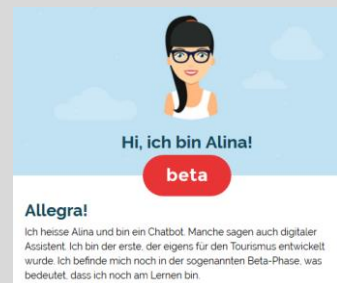 Hi, ich bin Alina!
beta
Allegra!
Ich heisse Alina und bin ein Chatbot. Manche sagen auch digitaler
Assistent. Ich bin der erste, der eigens für den Tourismus entwickelt
wurde. Ich befinde mich noch in der sogenannten Beta-Phase, was
bedeutet, dass ich noch am Lernen bin.